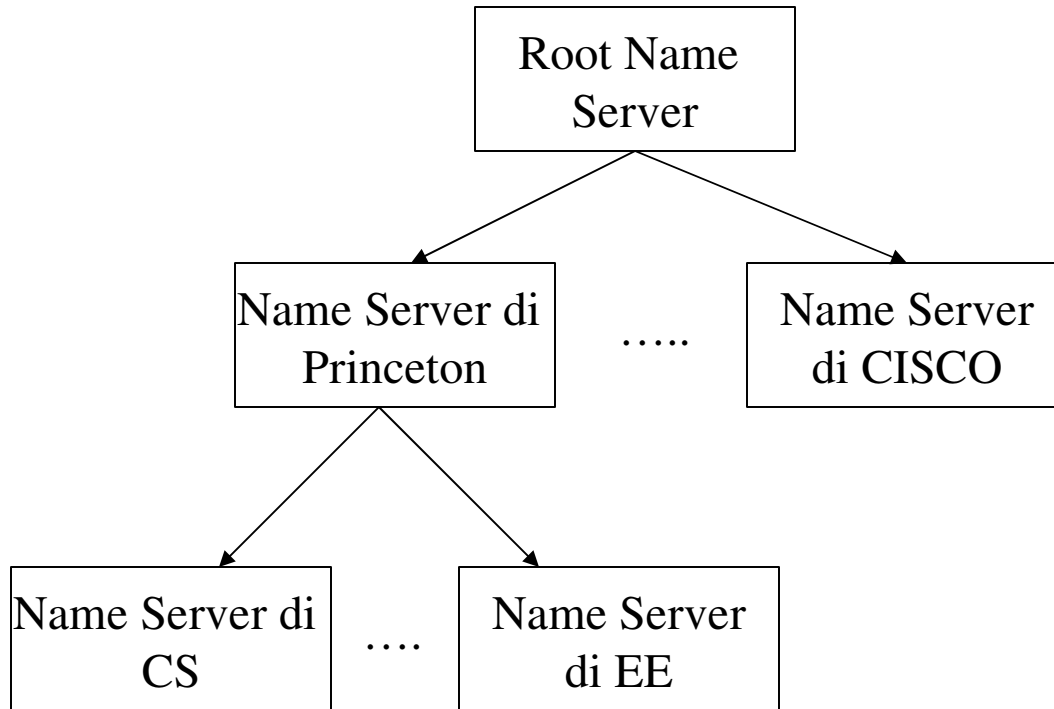 Root Name
Server
Name Server di
Princeton
…..
Name Server
di CISCO
Name Server di
CS
….
Name Server
di EE